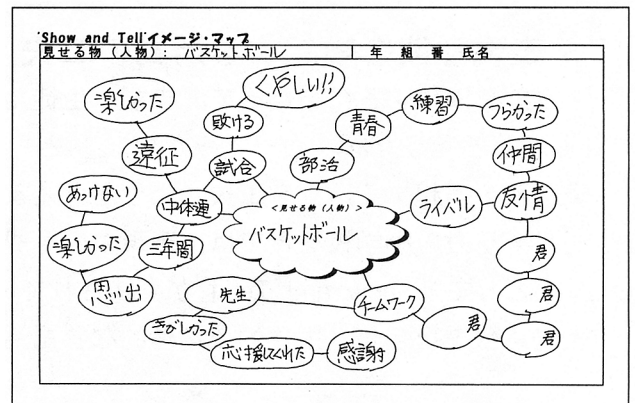 "Show and Tell"イメージ・マップ
見せる物(人物): バスケットボール 年 組 番 氏名
くやしい!!
楽しかった
敗ける
青春
練習
つらかった
遠征
試合
部活
仲間
あっけない
中体連
<見せる物(人物)>
バスケットボール
ライバル
友情
楽しかった
三年間
君
思い出
先生
チームワーク
君
君
君
きびしかった
応援してくれた
感謝